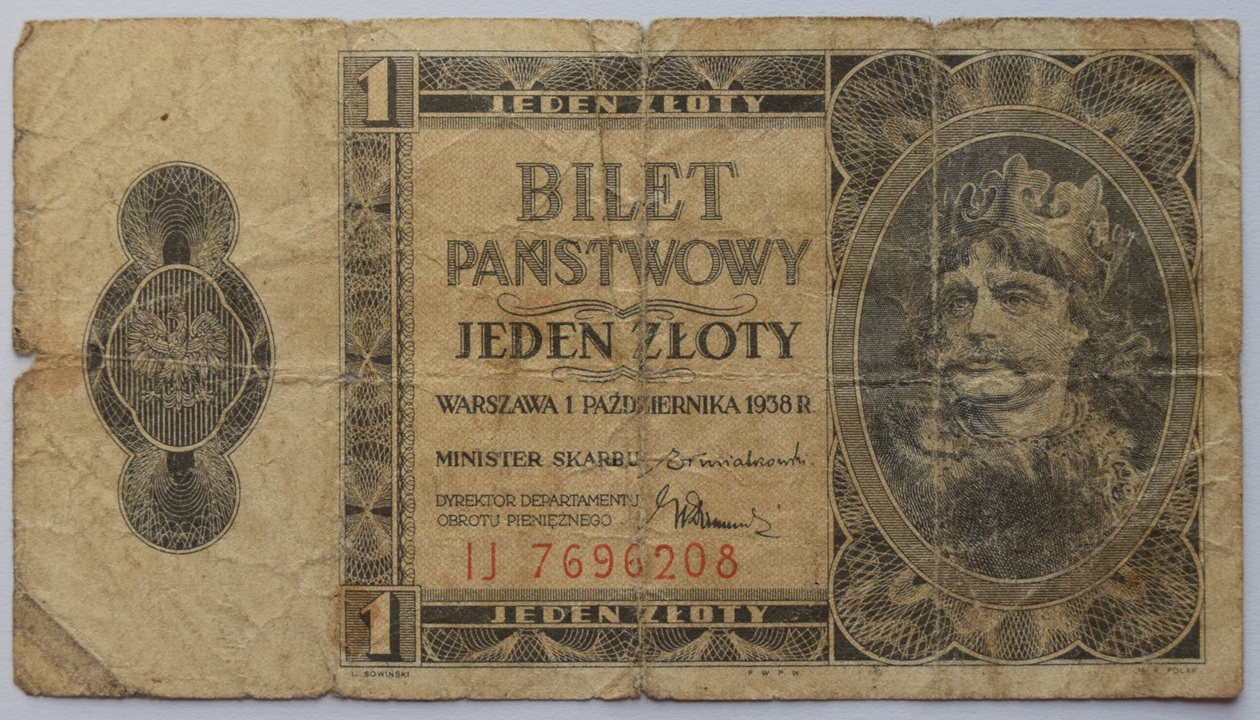 1 JEDEN ZŁOTY
BILET
PAŃSTWOWY
JEDEN ZŁOTY
WARSZAWA 1 PAŹDZIERNIKA 1938 R
MINISTER SKARBU
DYREKTOR DEPARTAMENTU
OBROTU PIENIĘŻNEGO
IJ 7696208
1 JEDEN ZŁOTY
L. SOWIŃSKI
P W P W